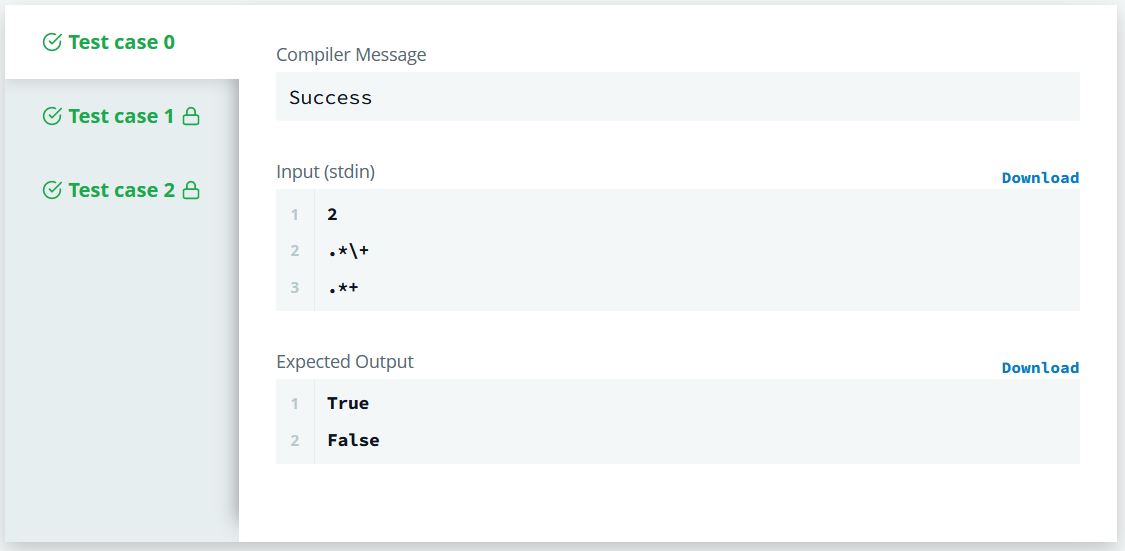 Test case 0
Test case 1
Test case 2
Compiler Message
Success
Input (stdin)
Download
1 2
2 .*\+
3 .*+
Expected Output
Download
1 True
2 False